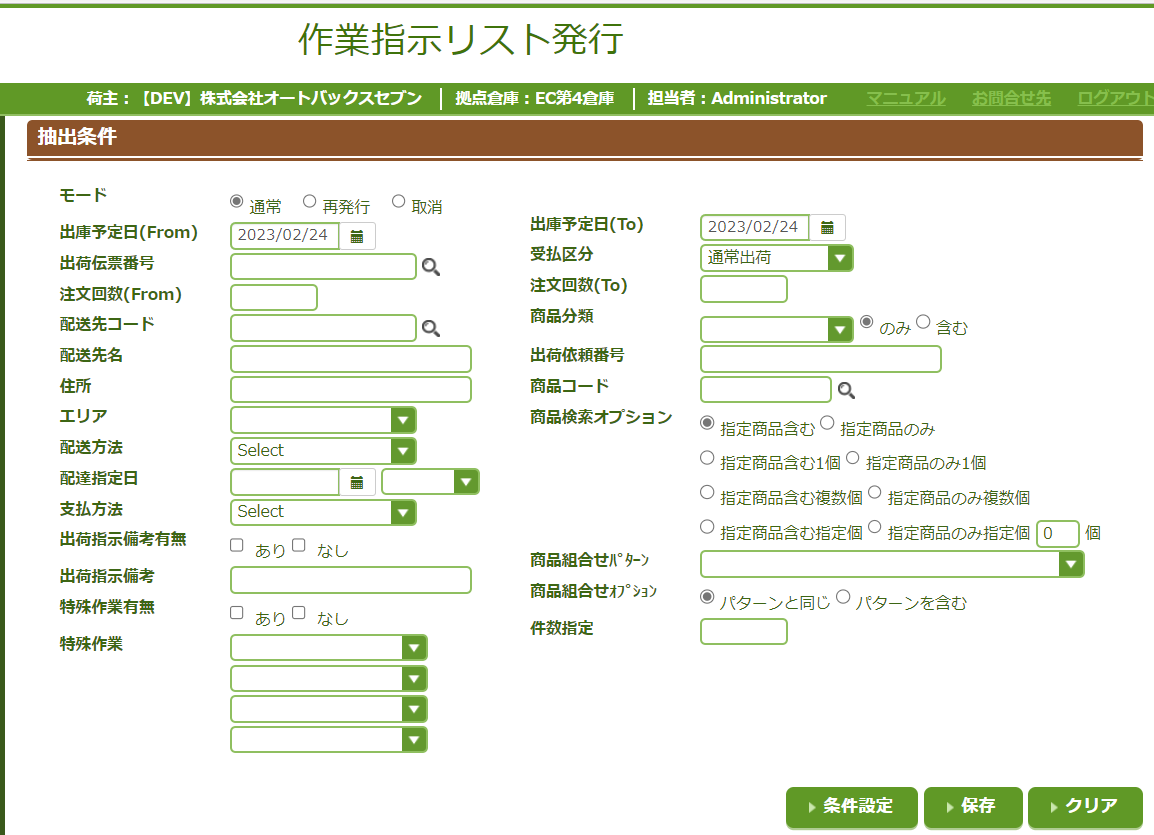 作業指示リスト発行
荷主：【DEV】株式会社オートバックスセブン 拠点倉庫：EC第4倉庫 担当者：Administrator マニュアル お問合せ先 ログアウト
抽出条件
モード 通常 再発行 取消
出庫予定日(From) 2023/02/24 出庫予定日(To) 2023/02/24
出荷伝票番号 受払区分 通常出荷
注文回数(From) 注文回数(To)
配送先コード 商品分類 のみ 含む
配送先名 出荷依頼番号
住所 商品コード
エリア 商品検索オプション 指定商品含む 指定商品のみ
配送方法 Select 指定商品含む1個 指定商品のみ1個
配達指定日 指定商品含む複数個 指定商品のみ複数個
支払方法 Select 指定商品含む指定個 指定商品のみ指定個 0 個
出荷指示備考有無 あり なし 商品組合せﾊﾟﾀｰﾝ
出荷指示備考 商品組合せｵﾌﾟｼｮﾝ パターンと同じ パターンを含む
特殊作業有無 あり なし 件数指定
特殊作業
条件設定 保存 クリア